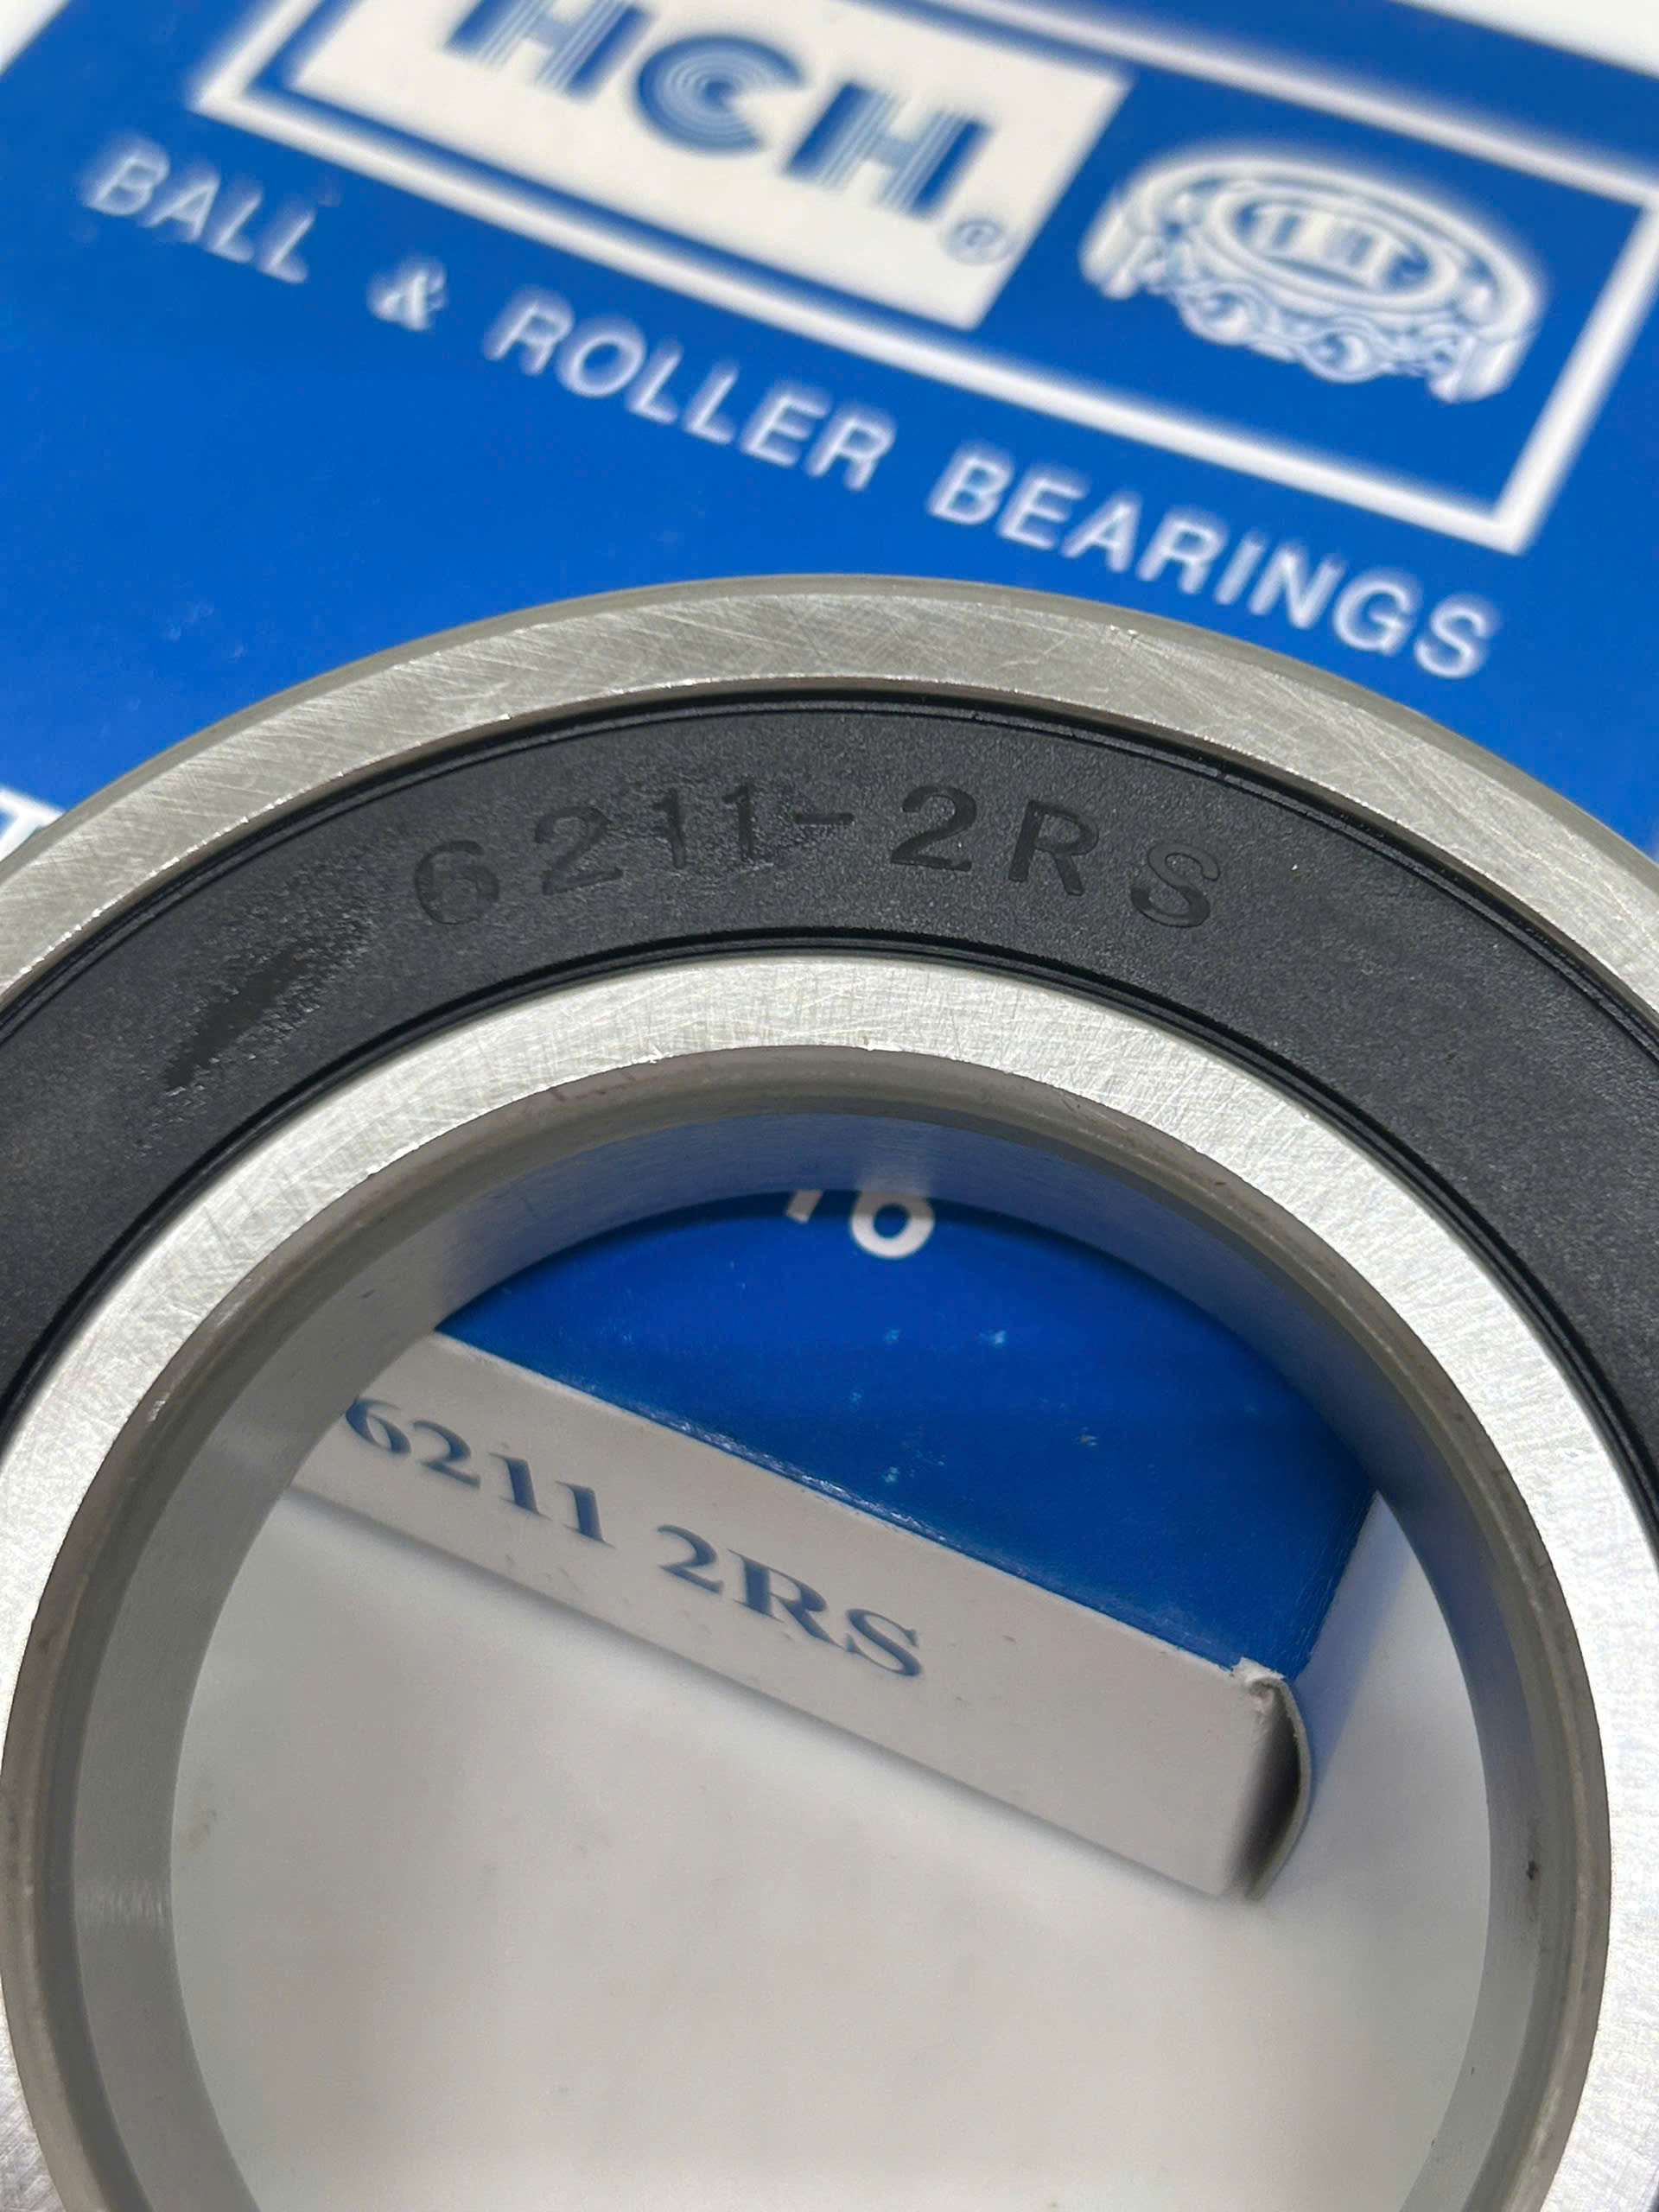 HCH®
BALL & ROLLER BEARINGS
6211-2RS
6211 2RS